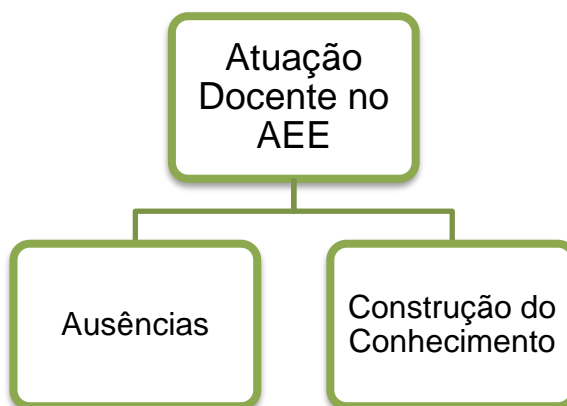 Atuação
Docente no
AEE
Ausências
Construção do
Conhecimento